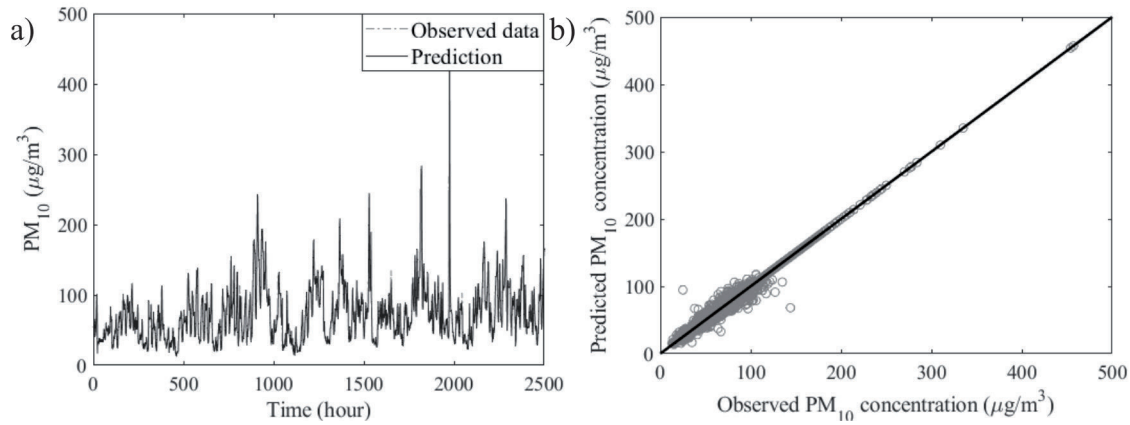 a)
PM10 (μg/m3)
500
400
300
200
100
0
Observed data
Prediction
0 500 1000 1500 2000 2500
Time (hour)
b)
Predicted PM10 concentration (μg/m3)
500
400
300
200
100
0
0 100 200 300 400 500
Observed PM10 concentration (μg/m3)